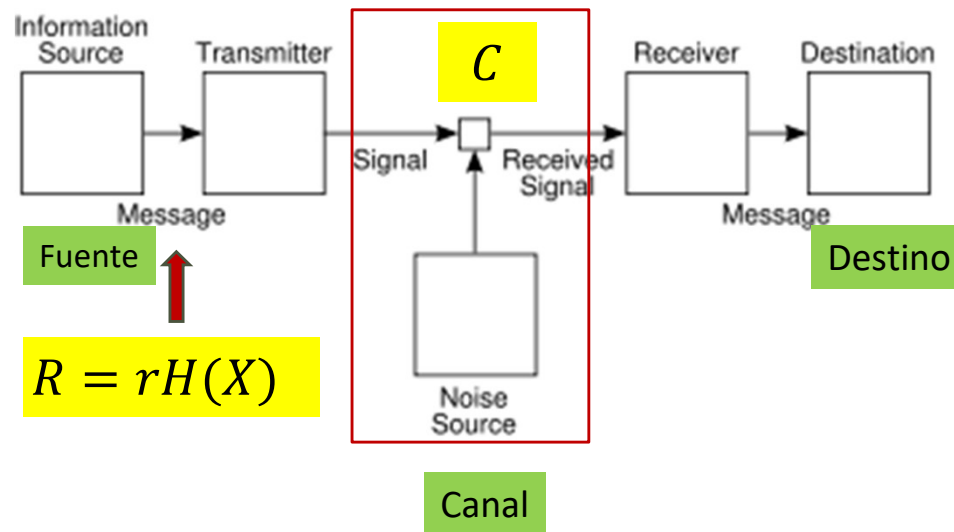 Information
Source
Transmitter
C
Receiver
Destination
Signal
Received
Signal
Message
Message
Fuente
Destino
R = rH(X)
Noise
Source
Canal